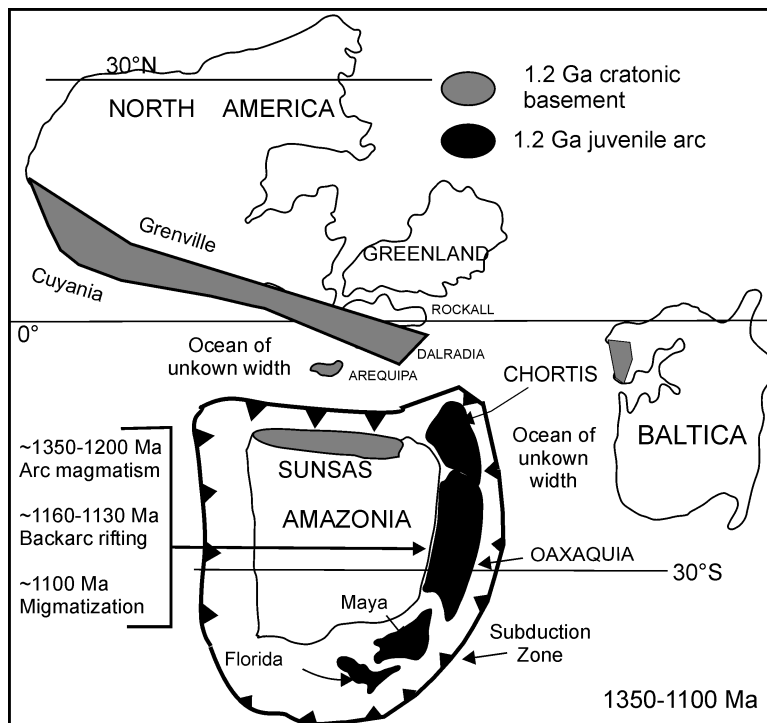 30°N
NORTH AMERICA
1.2 Ga cratonic
basement
1.2 Ga juvenile arc
Grenville
GREENLAND
Cuyania
ROCKALL
0°
Ocean of
unkown width
DALRADIA
AREQUIPA
CHORTIS
BALTICA
Ocean of
unkown width
~1350-1200 Ma
Arc magmatism
SUNSAS
~1160-1130 Ma
Backarc rifting
AMAZONIA
OAXAQUIA
30°S
~1100 Ma
Migmatization
Maya
Florida
Subduction
Zone
1350-1100 Ma